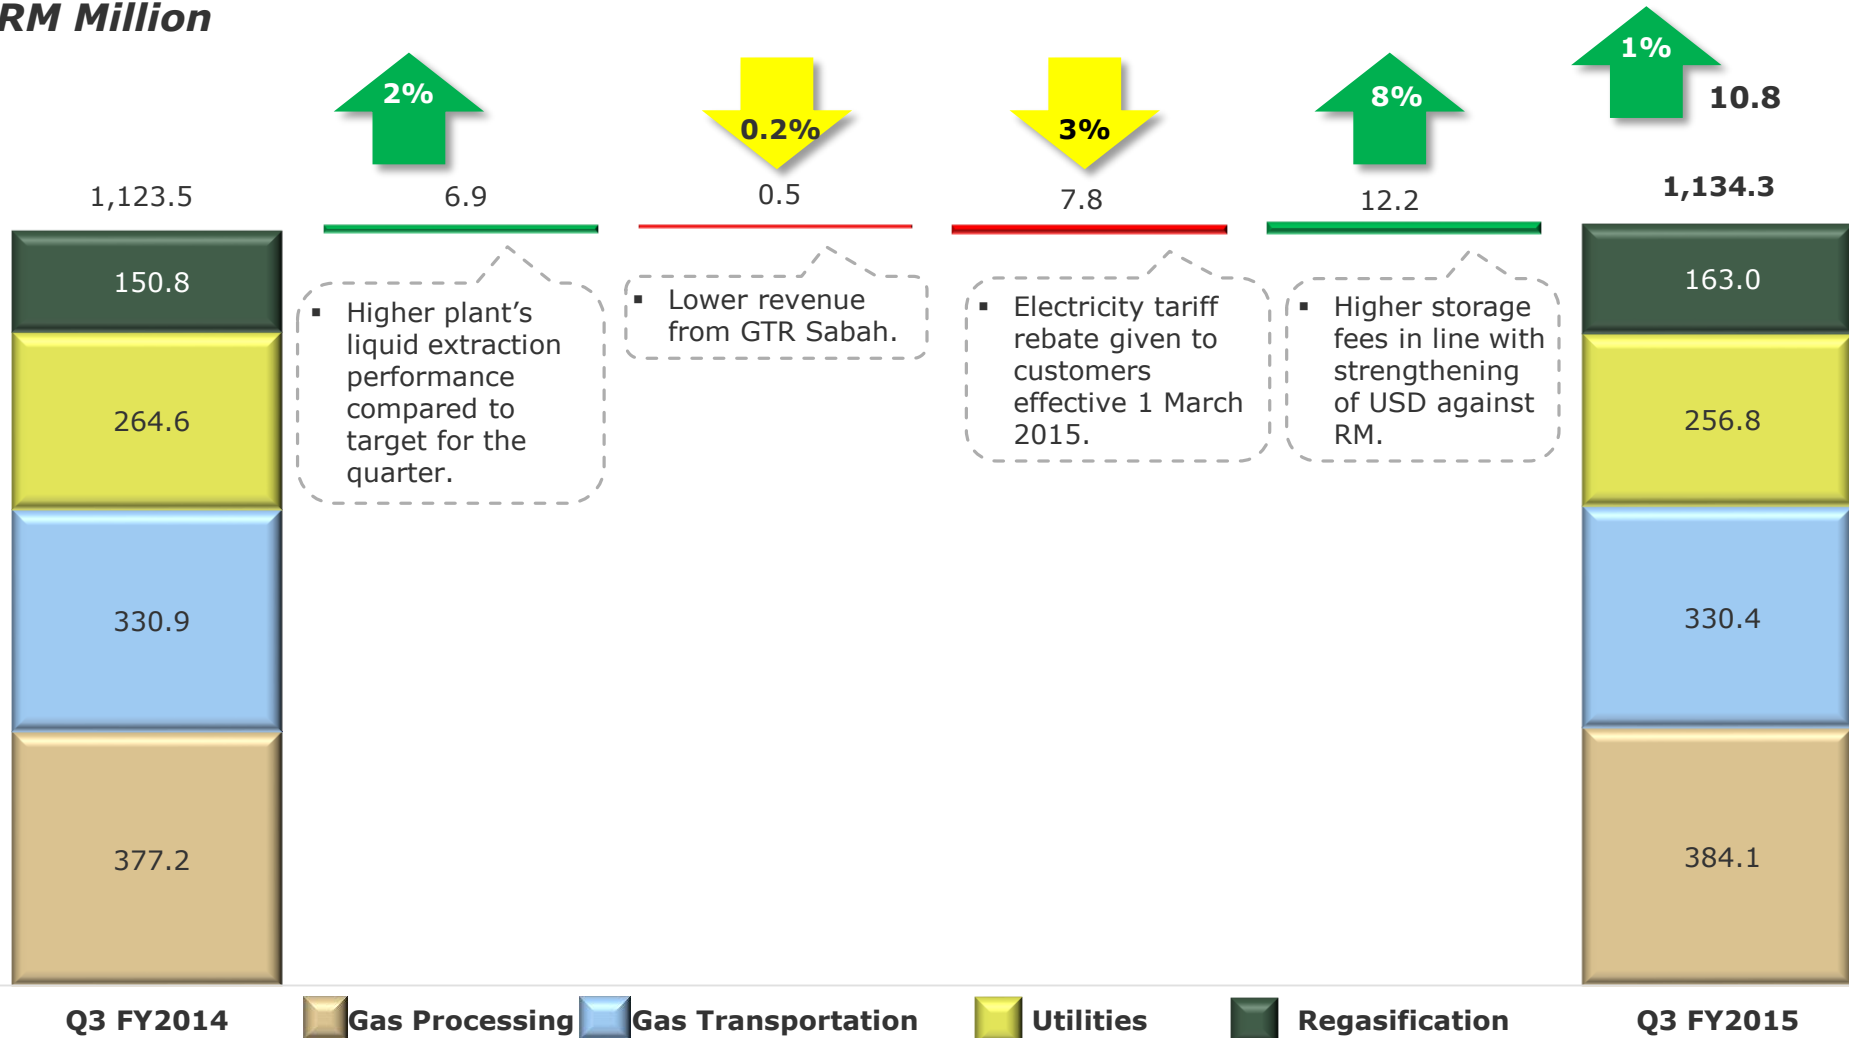 RM Million
2%
0.2%
3%
8%
1%
10.8
1,123.5
6.9
0.5
7.8
12.2
1,134.3
150.8
264.6
330.9
377.2
▪ Higher plant’s
liquid extraction
performance
compared to
target for the
quarter.
▪ Lower revenue
from GTR Sabah.
▪ Electricity tariff
rebate given to
customers
effective 1 March
2015.
▪ Higher storage
fees in line with
strengthening
of USD against
RM.
163.0
256.8
330.4
384.1
Q3 FY2014
Gas Processing
Gas Transportation
Utilities
Regasification
Q3 FY2015